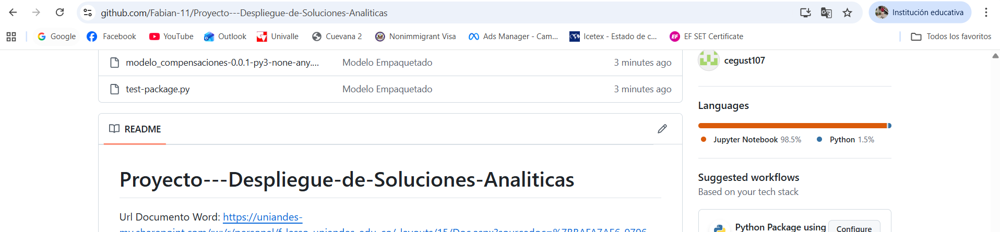 github.com/Fabian-11/Proyecto---Despliegue-de-Soluciones-Analiticas
Institución educativa
Google
Facebook
YouTube
Outlook
Univalle
Cuevana 2
Nonimmigrant Visa
Ads Manager - Cam...
Icetex - Estado de c...
EF SET Certificate
Todos los favoritos
modelo_compensaciones-0.0.1-py3-none-any....
Modelo Empaquetado
3 minutes ago
test-package.py
Modelo Empaquetado
3 minutes ago
README
Proyecto---Despliegue-de-Soluciones-Analiticas
Url Documento Word: https://uniandes-
cegust107
Languages
Jupyter Notebook 98.5%
Python 1.5%
Suggested workflows
Based on your tech stack
Python Package using
Configure